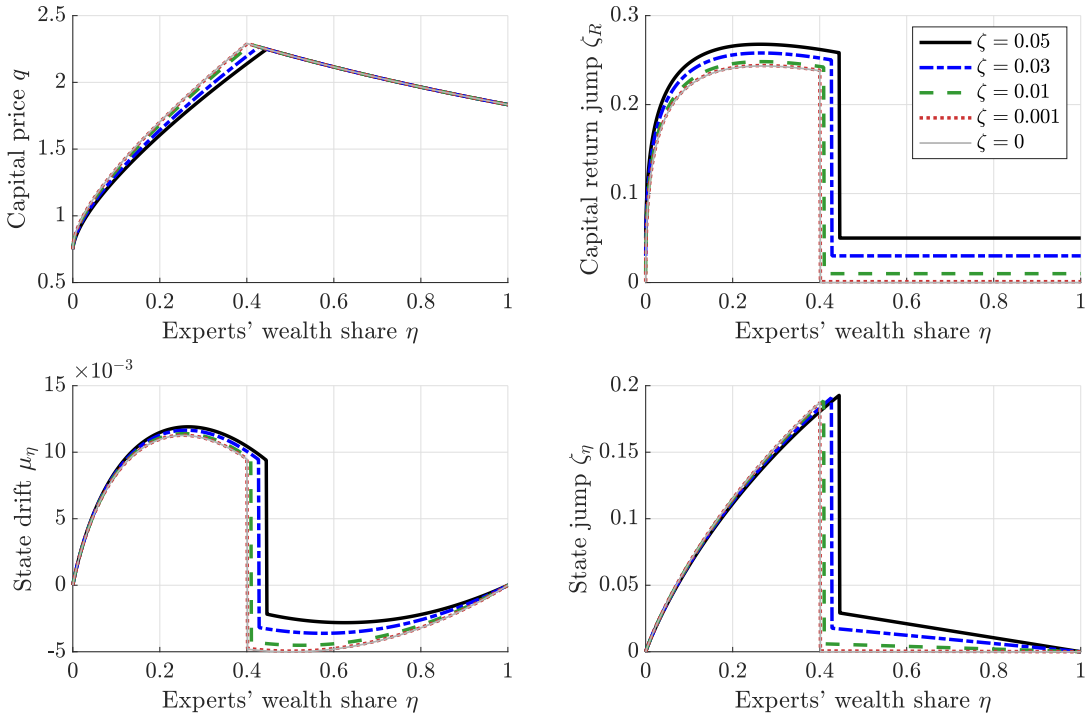 2.5
2
1.5
1
0.5
Capital price q
0 0.2 0.4 0.6 0.8 1
Experts' wealth share η
0.3
0.2
0.1
0
Capital return jump ζ_R
0 0.2 0.4 0.6 0.8 1
Experts' wealth share η
ζ = 0.05
ζ = 0.03
ζ = 0.01
ζ = 0.001
ζ = 0
×10⁻³
15
10
5
0
-5
State drift μ_η
0 0.2 0.4 0.6 0.8 1
Experts' wealth share η
0.2
0.15
0.1
0.05
0
State jump ζ_η
0 0.2 0.4 0.6 0.8 1
Experts' wealth share η